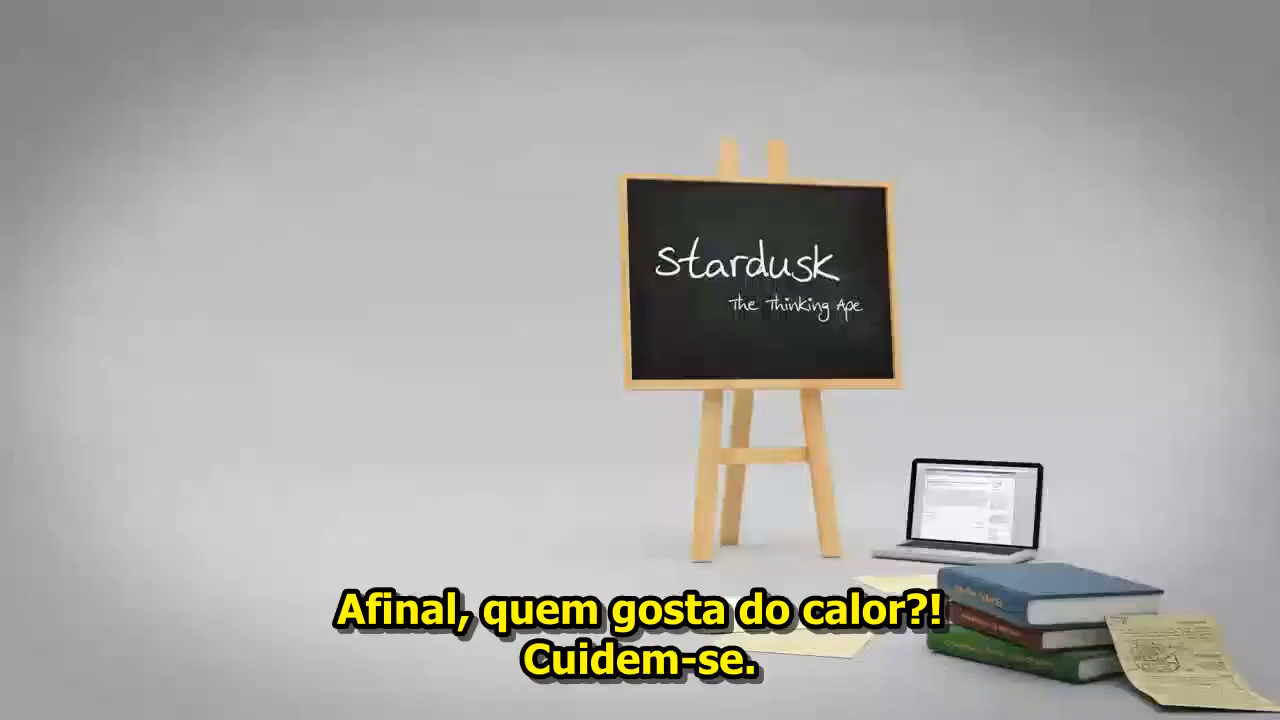 Stardusk
The Thinking Ape
Afinal, quem gosta do calor?!
Cuidem-se.